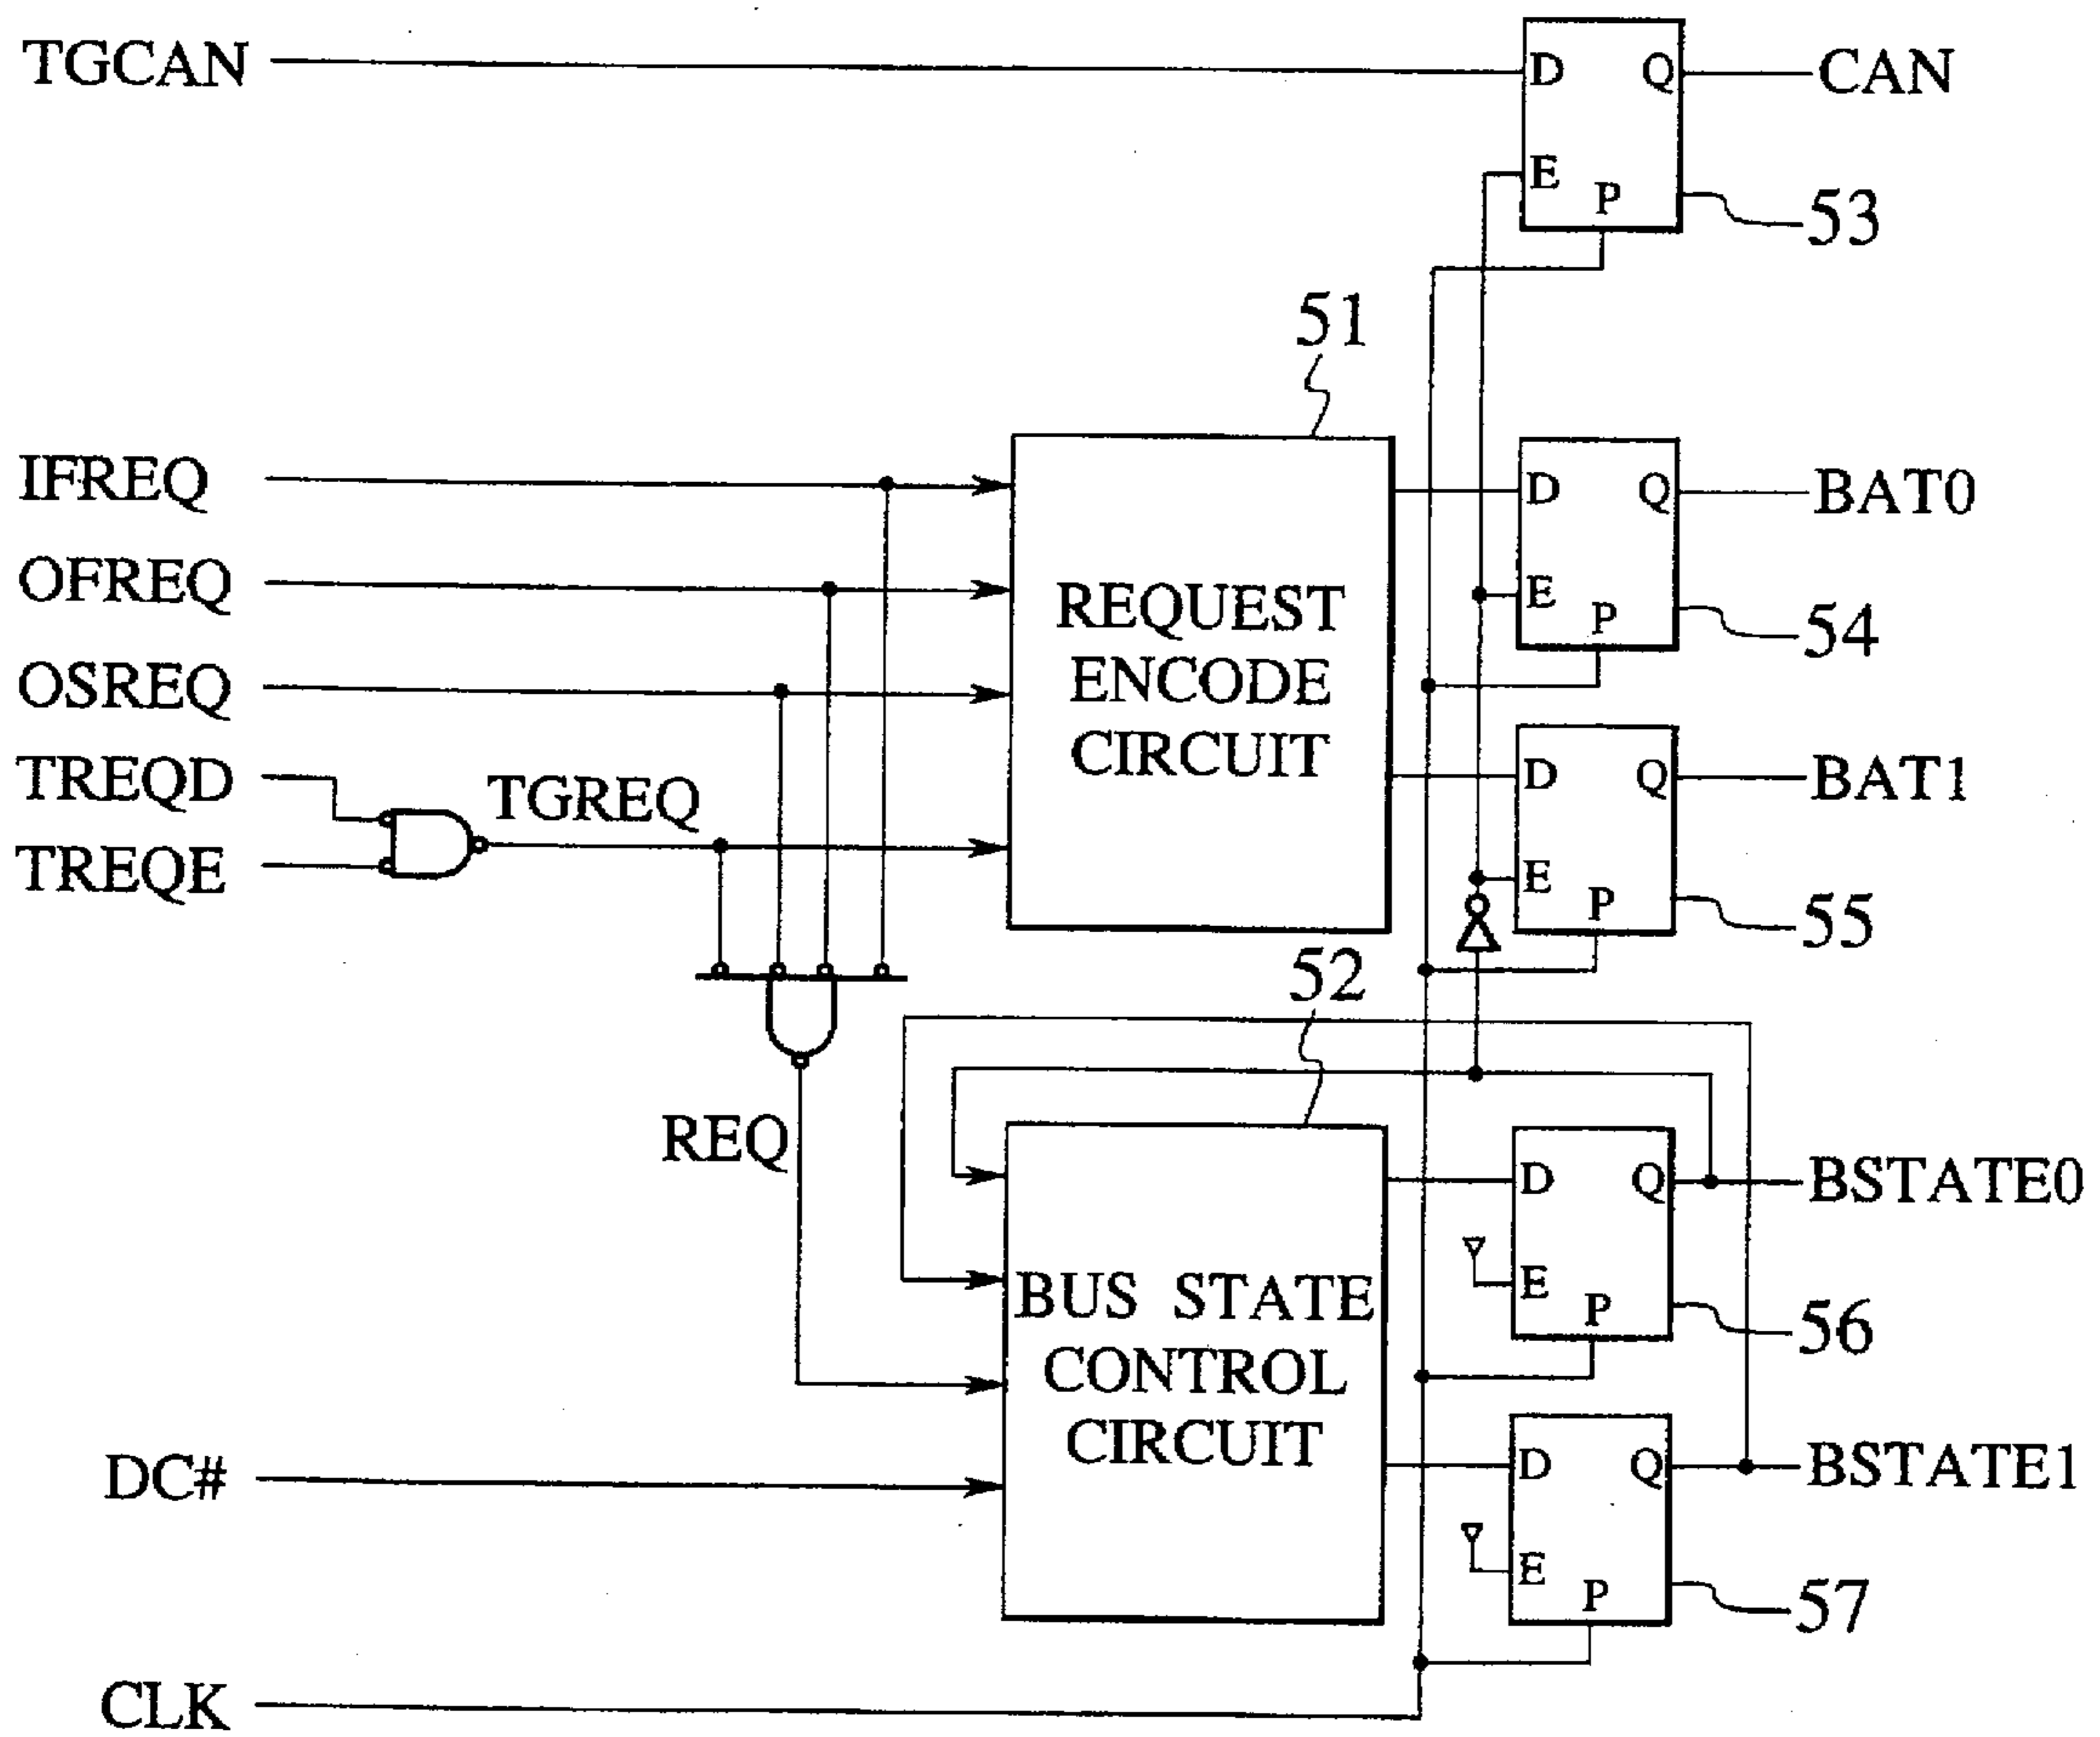 TGCAN
D Q
CAN
E
P
53
51
IFREQ
D Q
BAT0
OFREQ
REQUEST
ENCODE
CIRCUIT
E
P
54
OSREQ
TREQD
TGREQ
D Q
BAT1
TREQE
E
P
55
52
REQ
D Q
BSTATE0
BUS STATE
CONTROL
CIRCUIT
E
P
56
DC#
D Q
BSTATE1
E
P
57
CLK